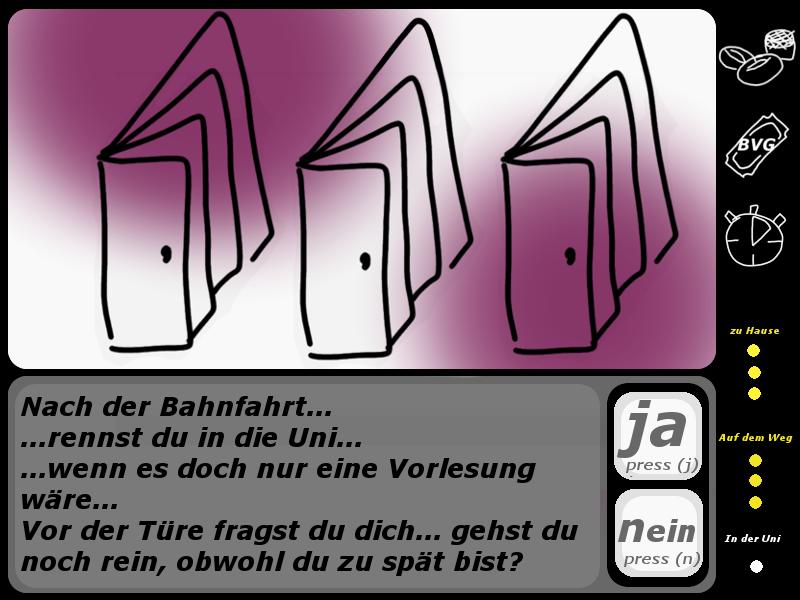 BVG
zu Hause
Auf dem Weg
In der Uni
Nach der Bahnfahrt...
...rennst du in die Uni...
...wenn es doch nur eine Vorlesung
wäre...
Vor der Türe fragst du dich... gehst du
noch rein, obwohl du zu spät bist?
ja
press (j)
nein
press (n)